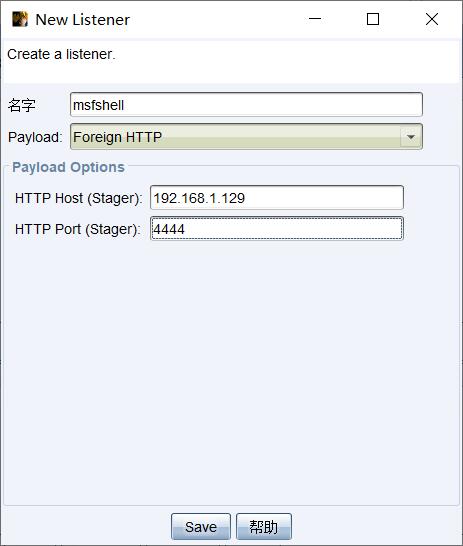 New Listener
Create a listener.
名字 msfshell
Payload: Foreign HTTP
Payload Options
HTTP Host (Stager): 192.168.1.129
HTTP Port (Stager): 4444
Save 帮助